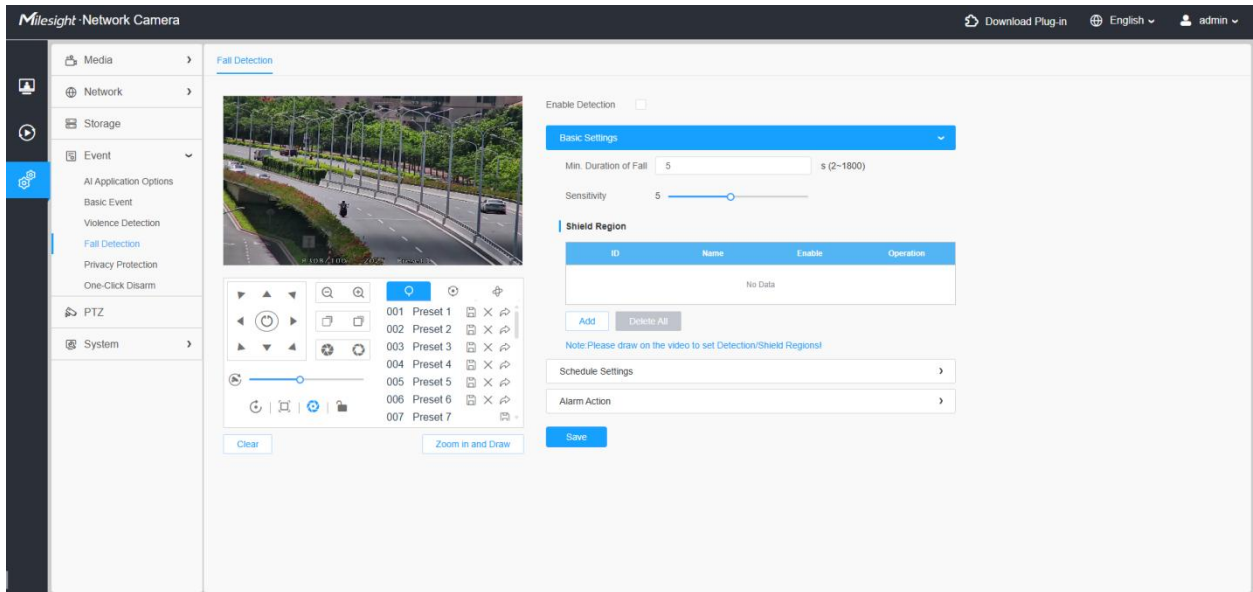 Milesight · Network Camera
Download Plug-in
English
admin
Media
Network
Storage
Event
AI Application Options
Basic Event
Violence Detection
Fall Detection
Privacy Protection
One-Click Disarm
PTZ
System
Fall Detection
001 Preset 1
002 Preset 2
003 Preset 3
004 Preset 4
005 Preset 5
006 Preset 6
007 Preset 7
Clear
Zoom in and Draw
Enable Detection
Basic Settings
Min. Duration of Fall 5 s (2~1800)
Sensitivity 5
Shield Region
ID Name Enable Operation
No Data
Add Delete All
Note:Please draw on the video to set Detection/Shield Regions!
Schedule Settings
Alarm Action
Save